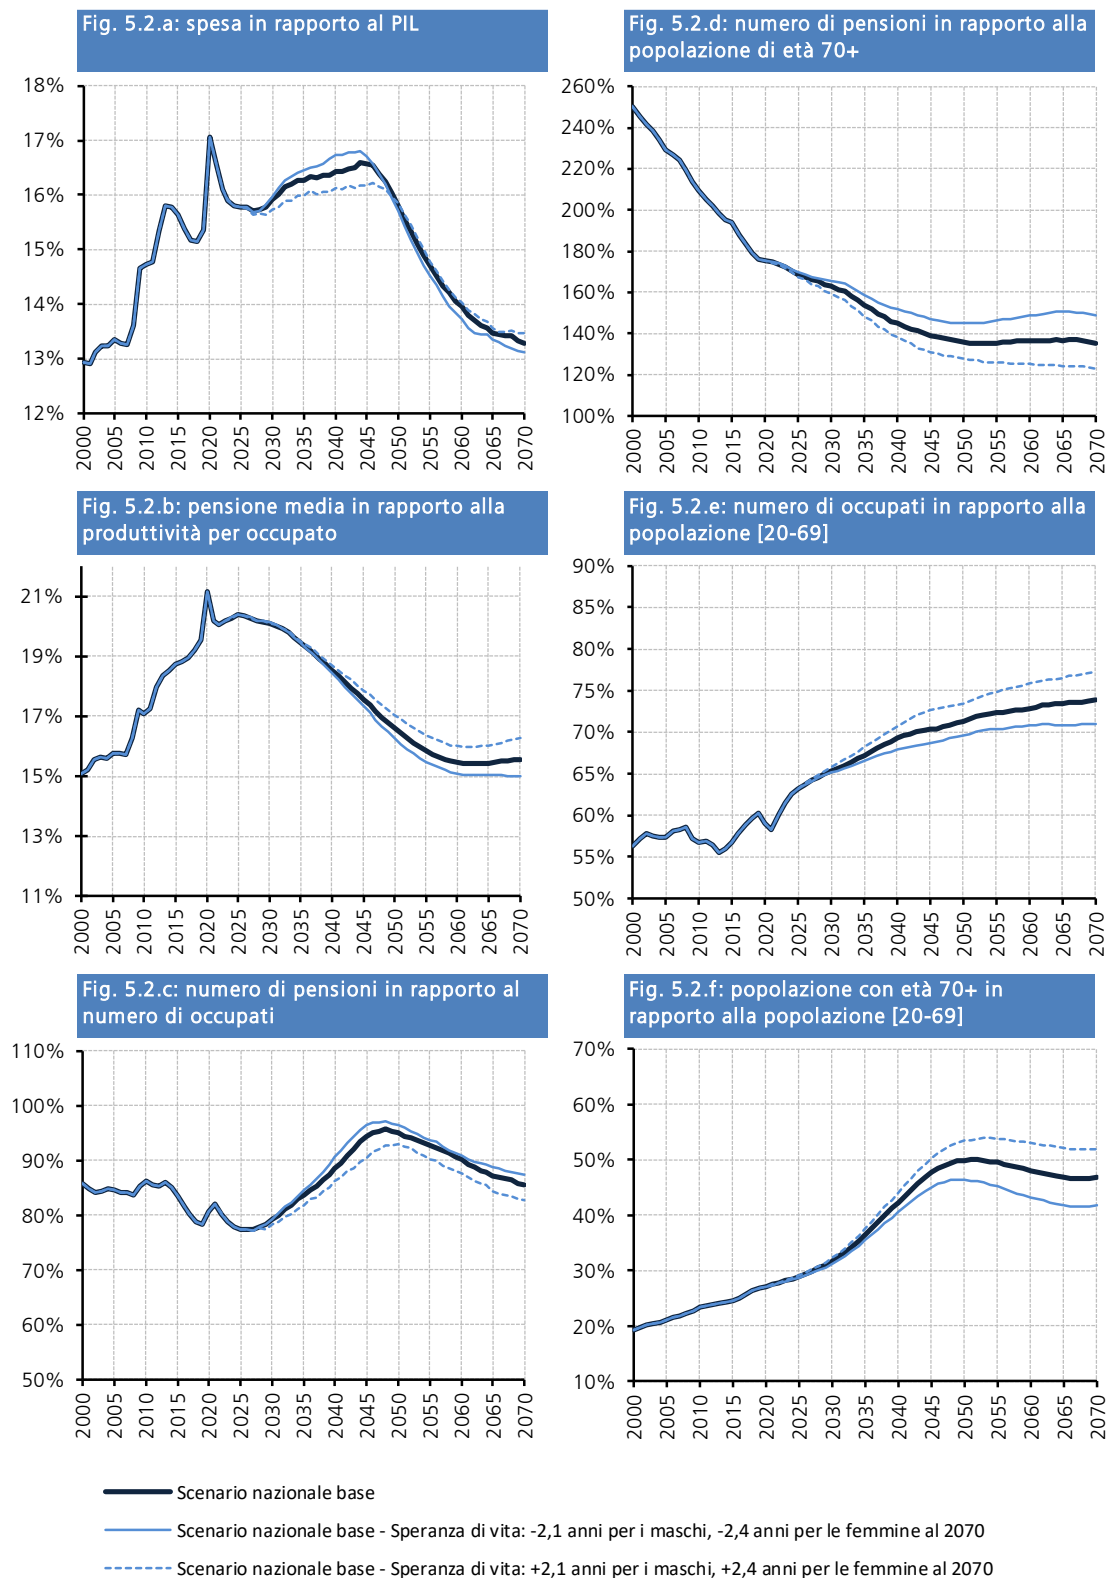 Fig. 5.2.a: spesa in rapporto al PIL
18%
17%
16%
15%
14%
13%
12%
2000 2005 2010 2015 2020 2025 2030 2035 2040 2045 2050 2055 2060 2065 2070
Fig. 5.2.d: numero di pensioni in rapporto alla
popolazione di età 70+
260%
240%
220%
200%
180%
160%
140%
120%
100%
2000 2005 2010 2015 2020 2025 2030 2035 2040 2045 2050 2055 2060 2065 2070
Fig. 5.2.b: pensione media in rapporto alla
produttività per occupato
21%
19%
17%
15%
13%
11%
2000 2005 2010 2015 2020 2025 2030 2035 2040 2045 2050 2055 2060 2065 2070
Fig. 5.2.e: numero di occupati in rapporto alla
popolazione [20-69]
90%
85%
80%
75%
70%
65%
60%
55%
50%
2000 2005 2010 2015 2020 2025 2030 2035 2040 2045 2050 2055 2060 2065 2070
Fig. 5.2.c: numero di pensioni in rapporto al
numero di occupati
110%
100%
90%
80%
70%
60%
50%
2000 2005 2010 2015 2020 2025 2030 2035 2040 2045 2050 2055 2060 2065 2070
Fig. 5.2.f: popolazione con età 70+ in
rapporto alla popolazione [20-69]
70%
60%
50%
40%
30%
20%
10%
2000 2005 2010 2015 2020 2025 2030 2035 2040 2045 2050 2055 2060 2065 2070
Scenario nazionale base
Scenario nazionale base - Speranza di vita: -2,1 anni per i maschi, -2,4 anni per le femmine al 2070
Scenario nazionale base - Speranza di vita: +2,1 anni per i maschi, +2,4 anni per le femmine al 2070